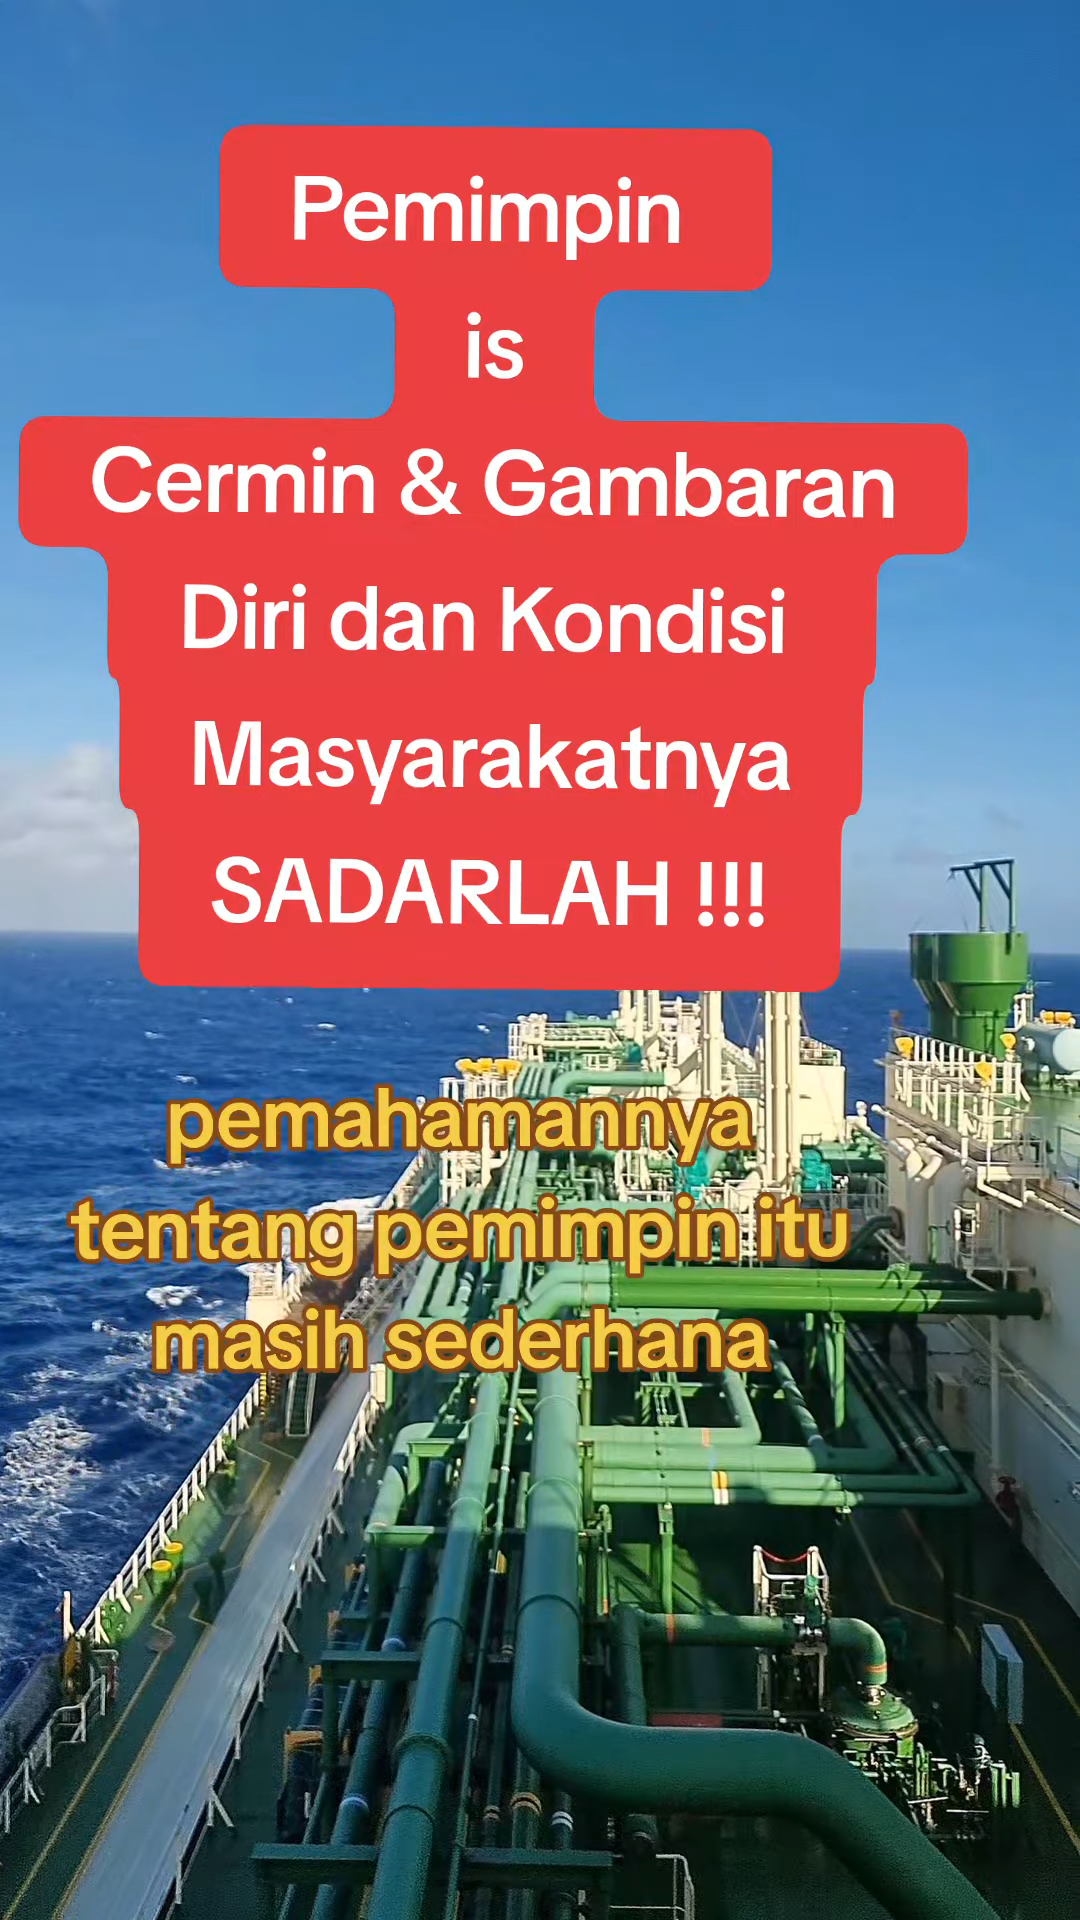 Pemimpin
is
Cermin & Gambaran
Diri dan Kondisi
Masyarakatnya
SADARLAH !!!
pemahamannya
tentang pemimpin itu
masih sederhana